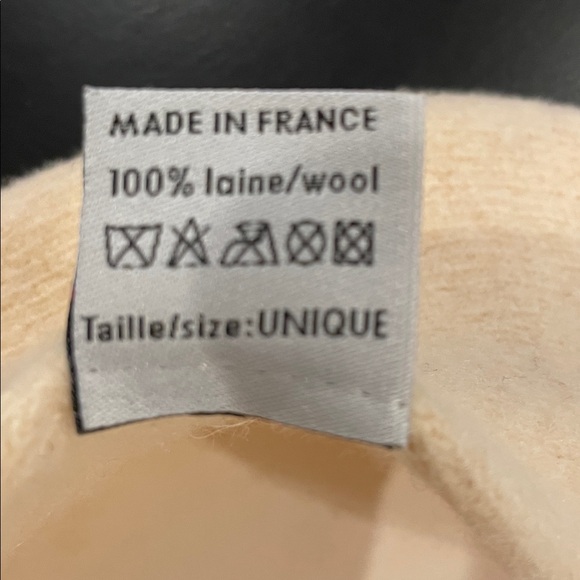 MADE IN FRANCE
100% laine/wool
Taille/size:UNIQUE